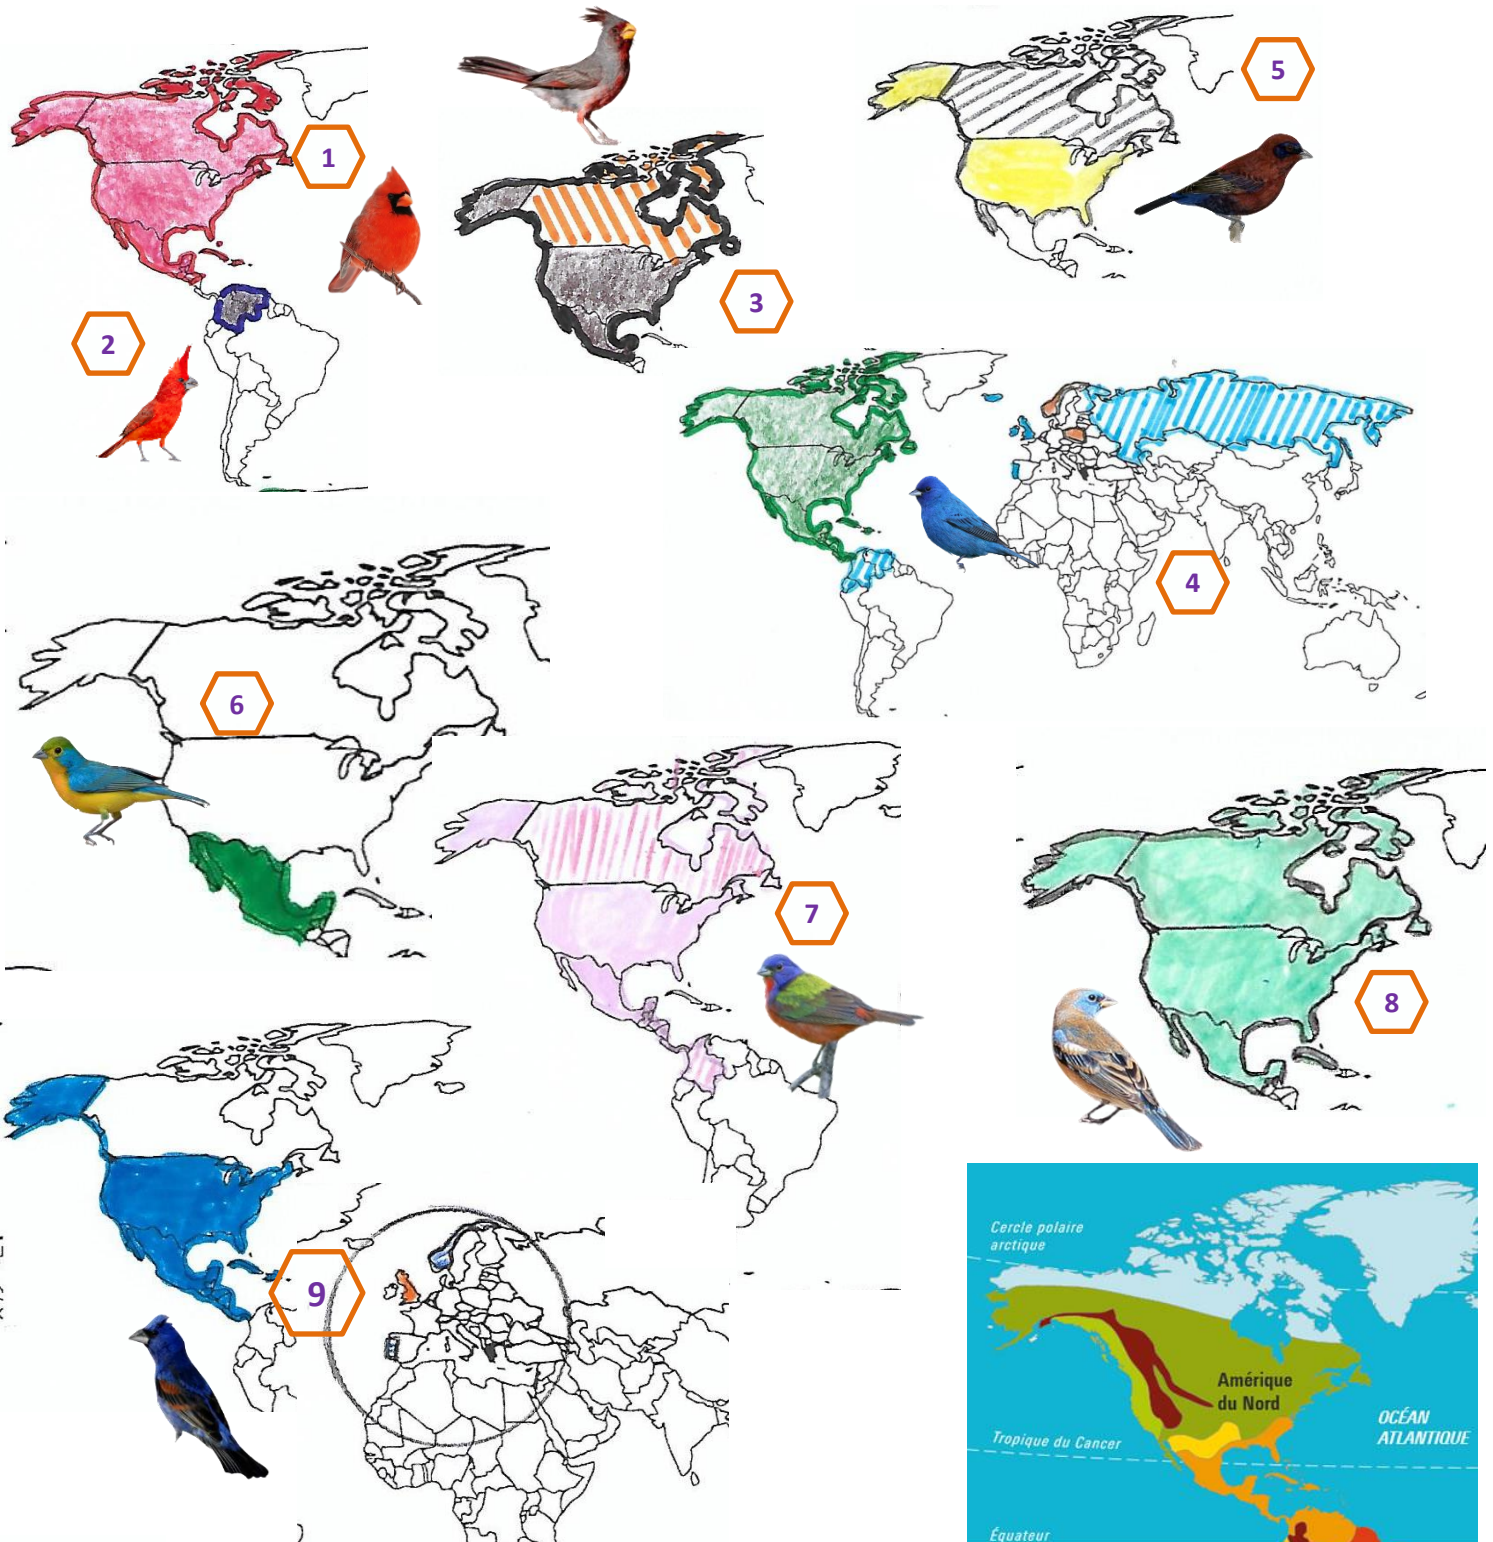 5
1
3
2
4
6
7
8
9
Cercle polaire
arctique
Amérique
du Nord
OCÉAN
ATLANTIQUE
Tropique du Cancer
Équateur